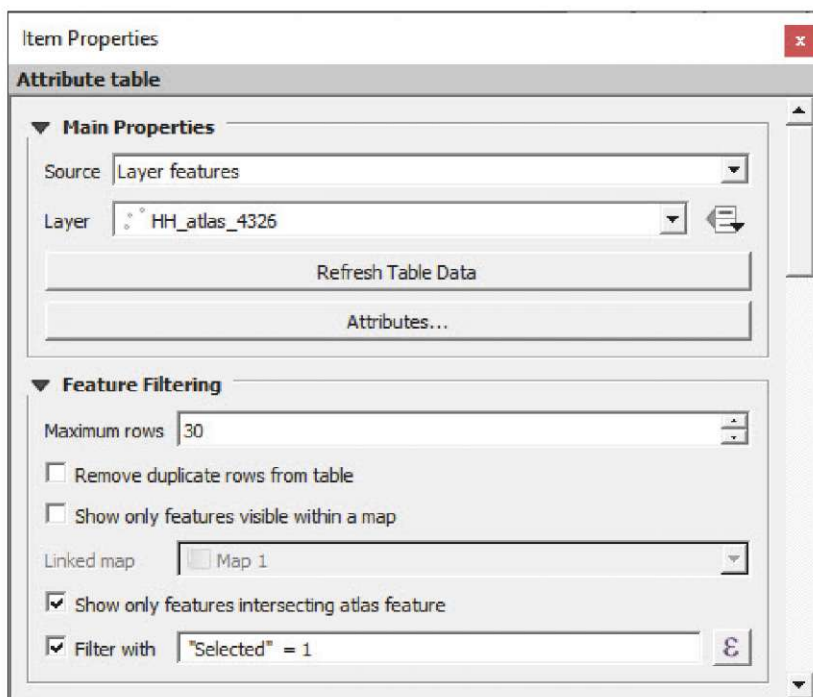 Item Properties
x
Attribute table
Main Properties
Source Layer features
Layer HH_atlas_4326
Refresh Table Data
Attributes...
Feature Filtering
Maximum rows 30
Remove duplicate rows from table
Show only features visible within a map
Linked map Map 1
Show only features intersecting atlas feature
Filter with "Selected" = 1 ε